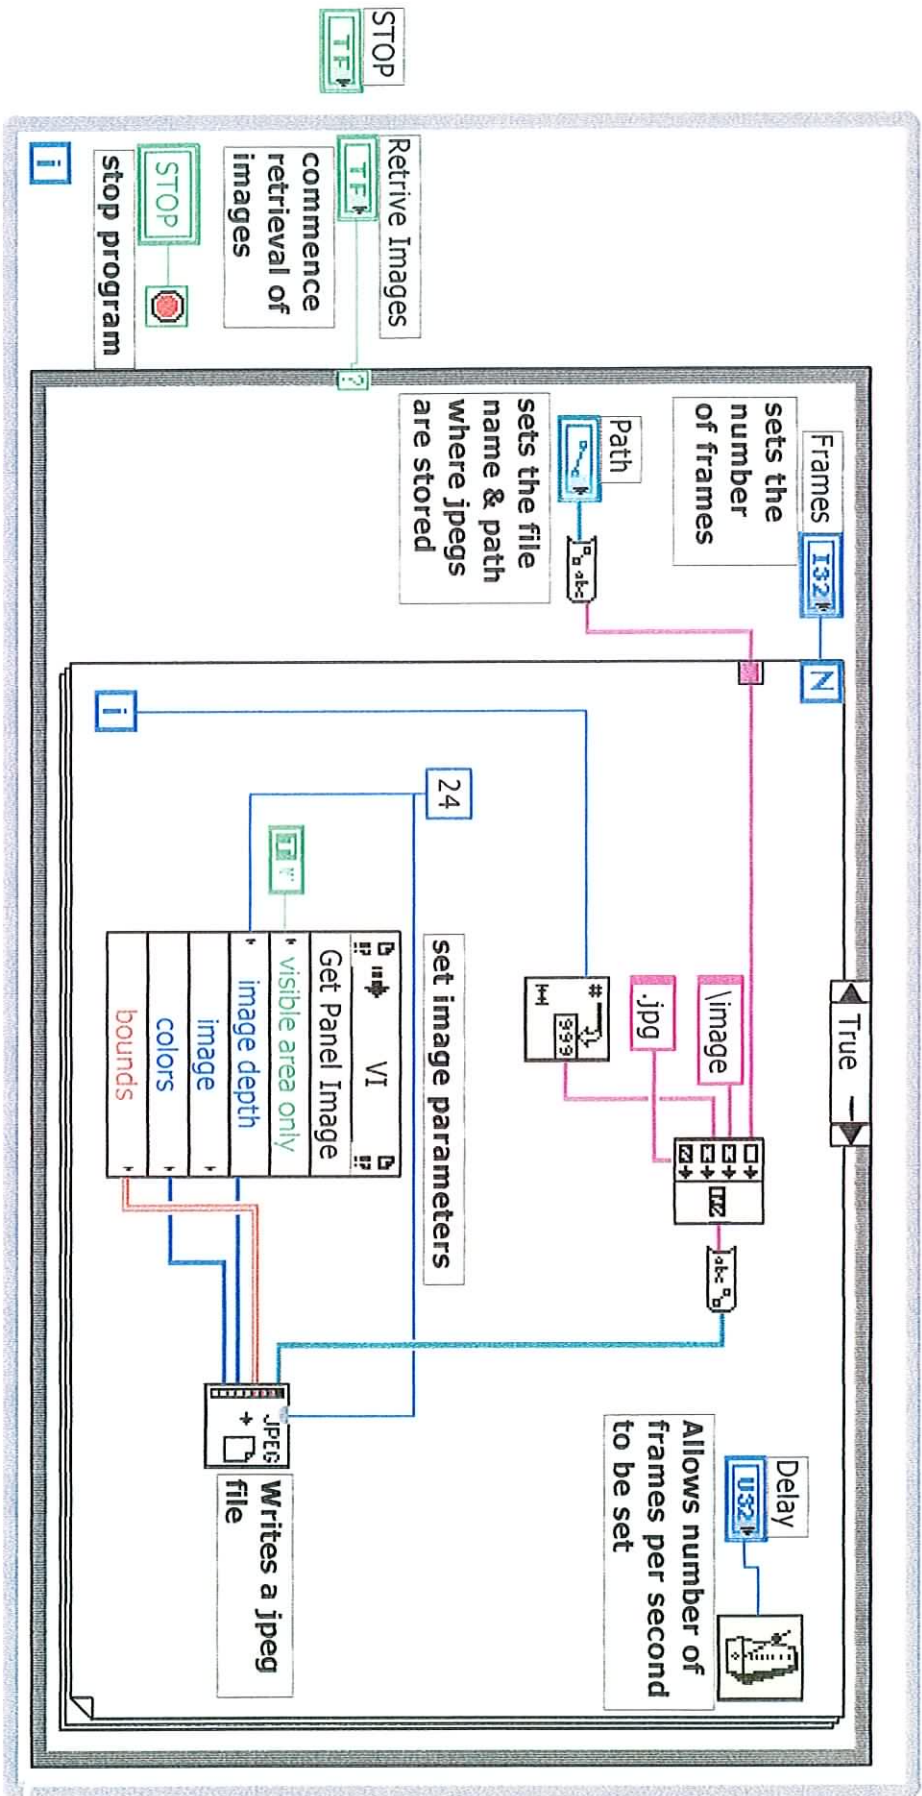 STOP
TF
Retrive Images
TF
commence
retrieval of
images
STOP
stop program
i
?
True
Frames
I32
N
sets the
number
of frames
Path
abc
sets the file
name & path
where jpegs
are stored
i
24
\image
.jpg
#
999
abc
set image parameters
VI
Get Panel Image
visible area only
image depth
image
colors
bounds
JPEG
Writes a jpeg
file
Delay
U32
Allows number of
frames per second
to be set